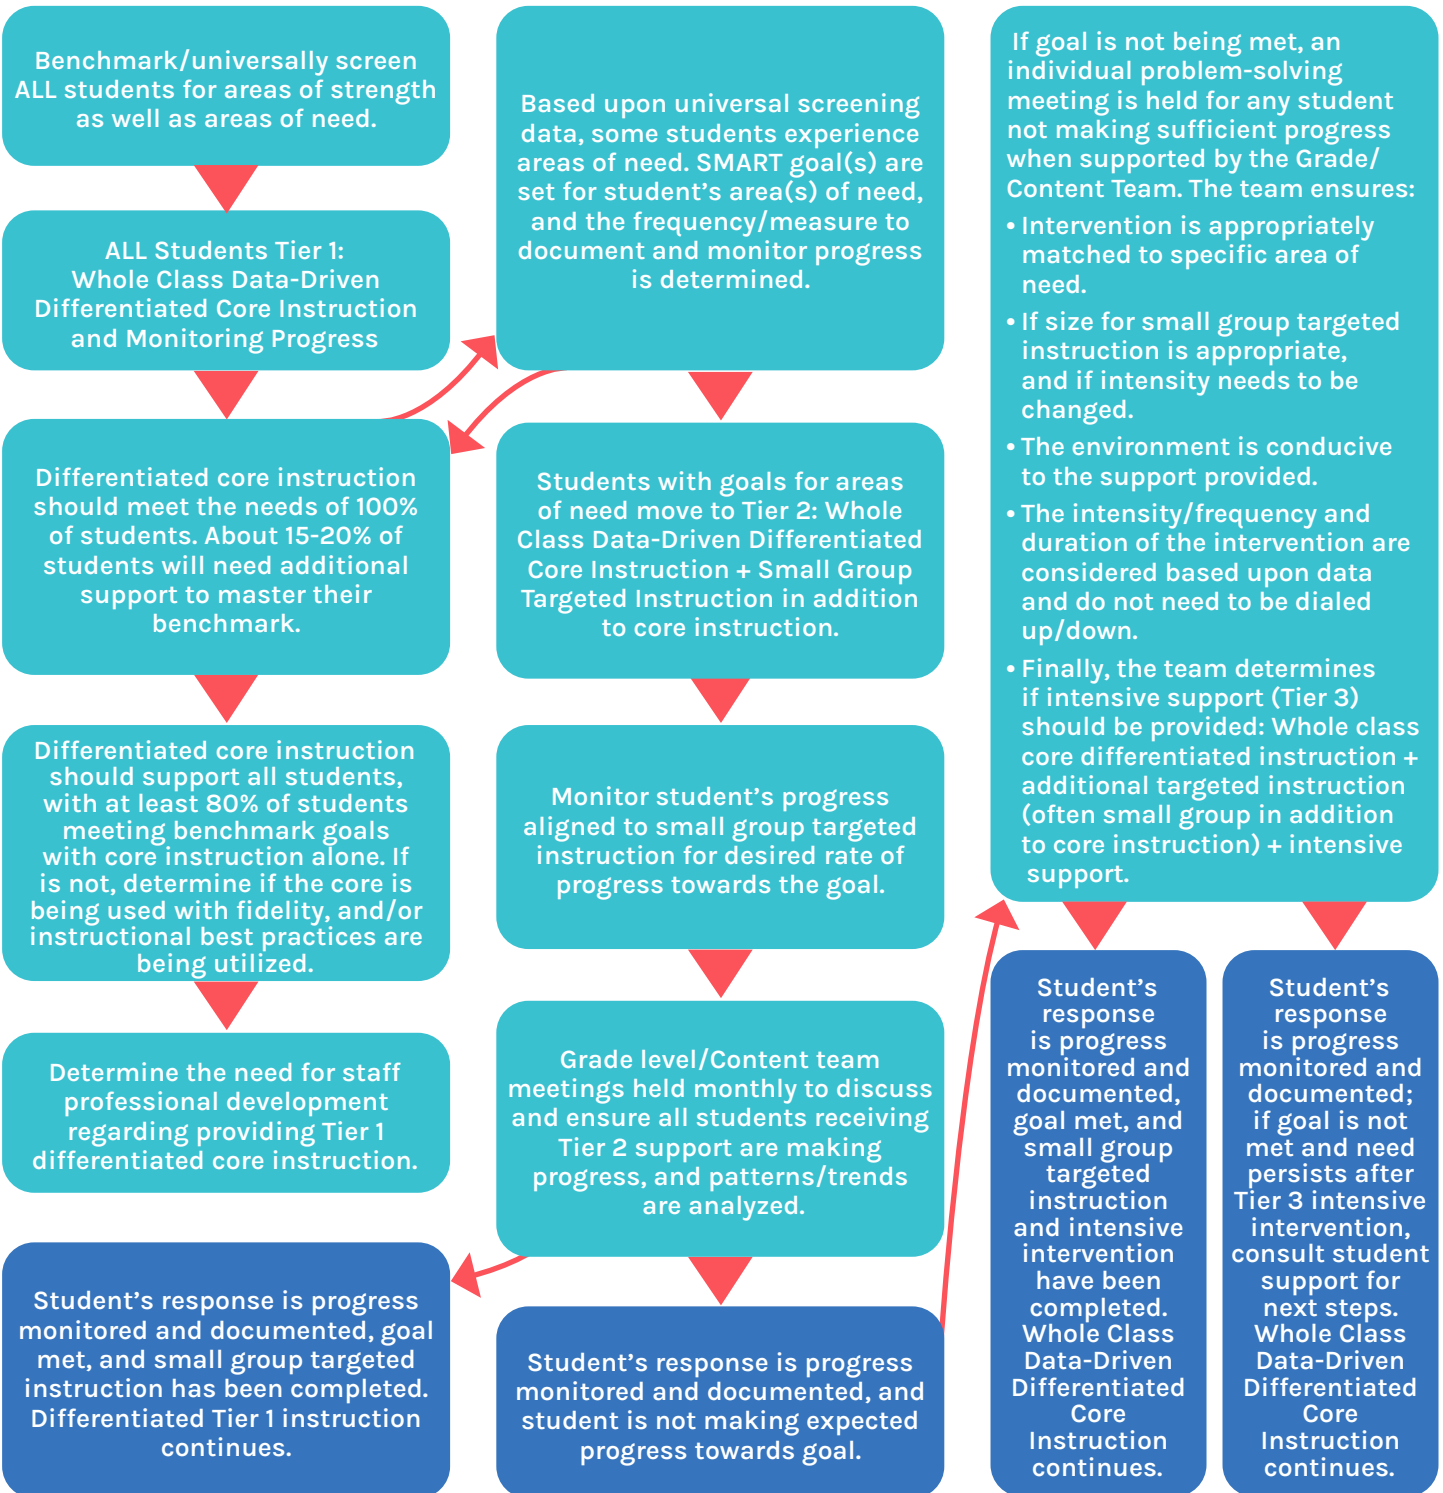 Benchmark/universally screen
ALL students for areas of strength
as well as areas of need.
ALL Students Tier 1:
Whole Class Data-Driven
Differentiated Core Instruction
and Monitoring Progress
Differentiated core instruction
should meet the needs of 100%
of students. About 15-20% of
students will need additional
support to master their
benchmark.
Differentiated core instruction
should support all students,
with at least 80% of students
meeting benchmark goals
with core instruction alone. If
is not, determine if the core is
being used with fidelity, and/or
instructional best practices are
being utilized.
Determine the need for staff
professional development
regarding providing Tier 1
differentiated core instruction.
Student's response is progress
monitored and documented, goal
met, and small group targeted
instruction has been completed.
Differentiated Tier 1 instruction
continues.
Based upon universal screening
data, some students experience
areas of need. SMART goal(s) are
set for student's area(s) of need,
and the frequency/measure to
document and monitor progress
is determined.
Students with goals for areas
of need move to Tier 2: Whole
Class Data-Driven Differentiated
Core Instruction + Small Group
Targeted Instruction in addition
to core instruction.
Monitor student's progress
aligned to small group targeted
instruction for desired rate of
progress towards the goal.
Grade level/Content team
meetings held monthly to discuss
and ensure all students receiving
Tier 2 support are making
progress, and patterns/trends
are analyzed.
Student's response is progress
monitored and documented, and
student is not making expected
progress towards goal.
If goal is not being met, an
individual problem-solving
meeting is held for any student
not making sufficient progress
when supported by the Grade/
Content Team. The team ensures:
• Intervention is appropriately
matched to specific area of
need.
• If size for small group targeted
instruction is appropriate,
and if intensity needs to be
changed.
• The environment is conducive
to the support provided.
• The intensity/frequency and
duration of the intervention are
considered based upon data
and do not need to be dialed
up/down.
• Finally, the team determines
if intensive support (Tier 3)
should be provided: Whole class
core differentiated instruction +
additional targeted instruction
(often small group in addition
to core instruction) + intensive
support.
Student's
response
is progress
monitored and
documented,
goal met, and
small group
targeted
instruction
and intensive
intervention
have been
completed.
Whole Class
Data-Driven
Differentiated
Core
Instruction
continues.
Student's
response
is progress
monitored and
documented;
if goal is not
met and need
persists after
Tier 3 intensive
intervention,
consult student
support for
next steps.
Whole Class
Data-Driven
Differentiated
Core
Instruction
continues.